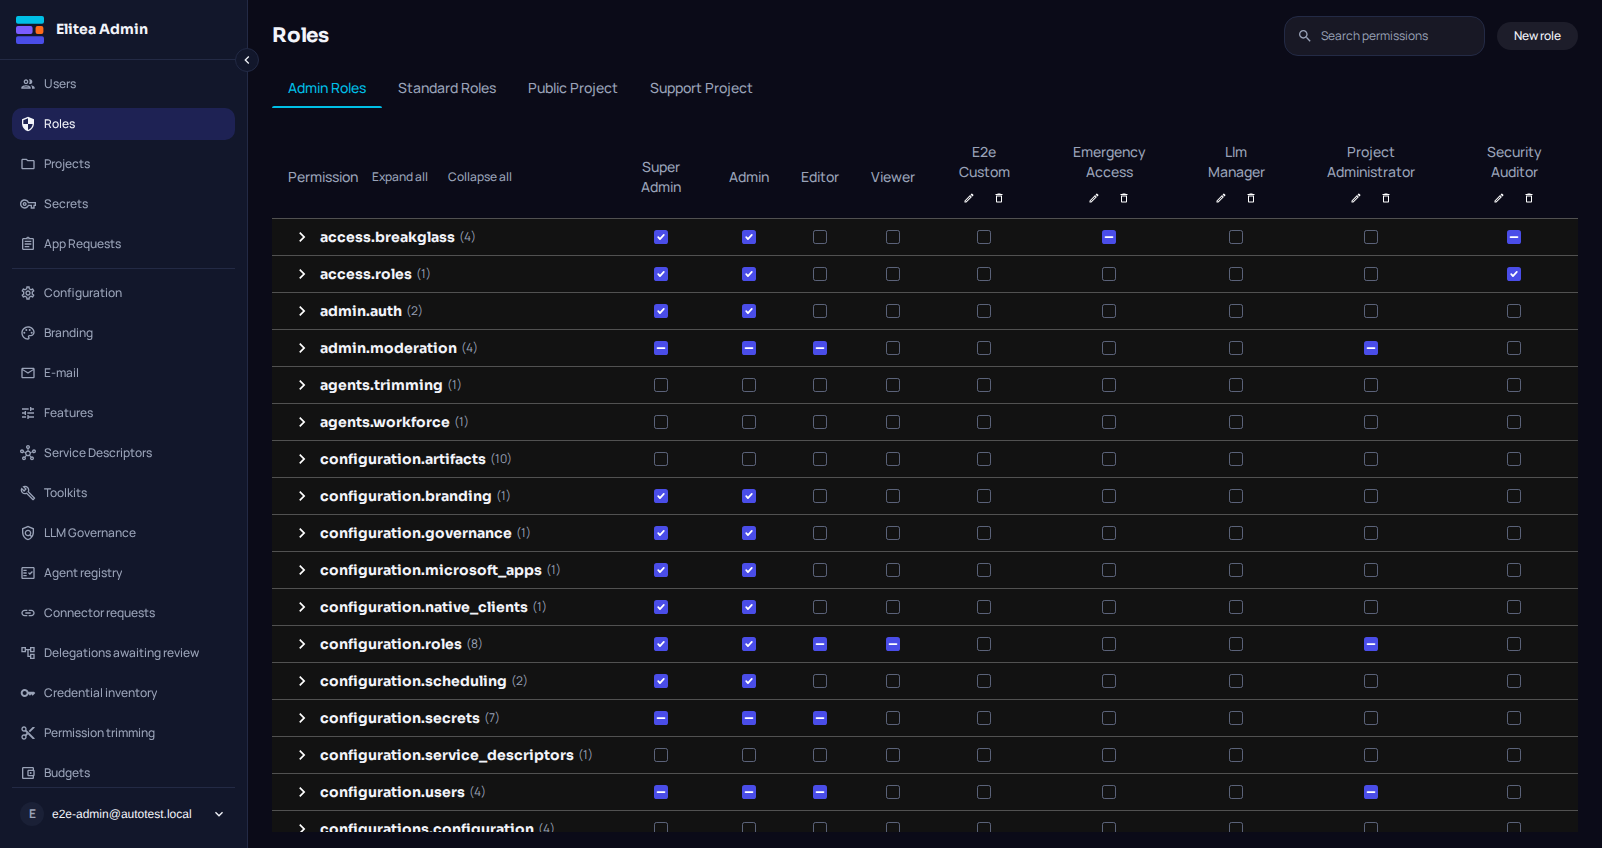 Elitea Admin
Users
Roles
Projects
Secrets
App Requests
Configuration
Branding
E-mail
Features
Service Descriptors
Toolkits
LLM Governance
Agent registry
Connector requests
Delegations awaiting review
Credential inventory
Permission trimming
Budgets
E e2e-admin@autotest.local
Roles
Search permissions
New role
Admin Roles Standard Roles Public Project Support Project
Permission Expand all Collapse all
Super
Admin
Admin
Editor
Viewer
E2e
Custom
Emergency
Access
Llm
Manager
Project
Administrator
Security
Auditor
access.breakglass (4)
access.roles (1)
admin.auth (2)
admin.moderation (4)
agents.trimming (1)
agents.workforce (1)
configuration.artifacts (10)
configuration.branding (1)
configuration.governance (1)
configuration.microsoft_apps (1)
configuration.native_clients (1)
configuration.roles (8)
configuration.scheduling (2)
configuration.secrets (7)
configuration.service_descriptors (1)
configuration.users (4)
configurations.configuration (4)